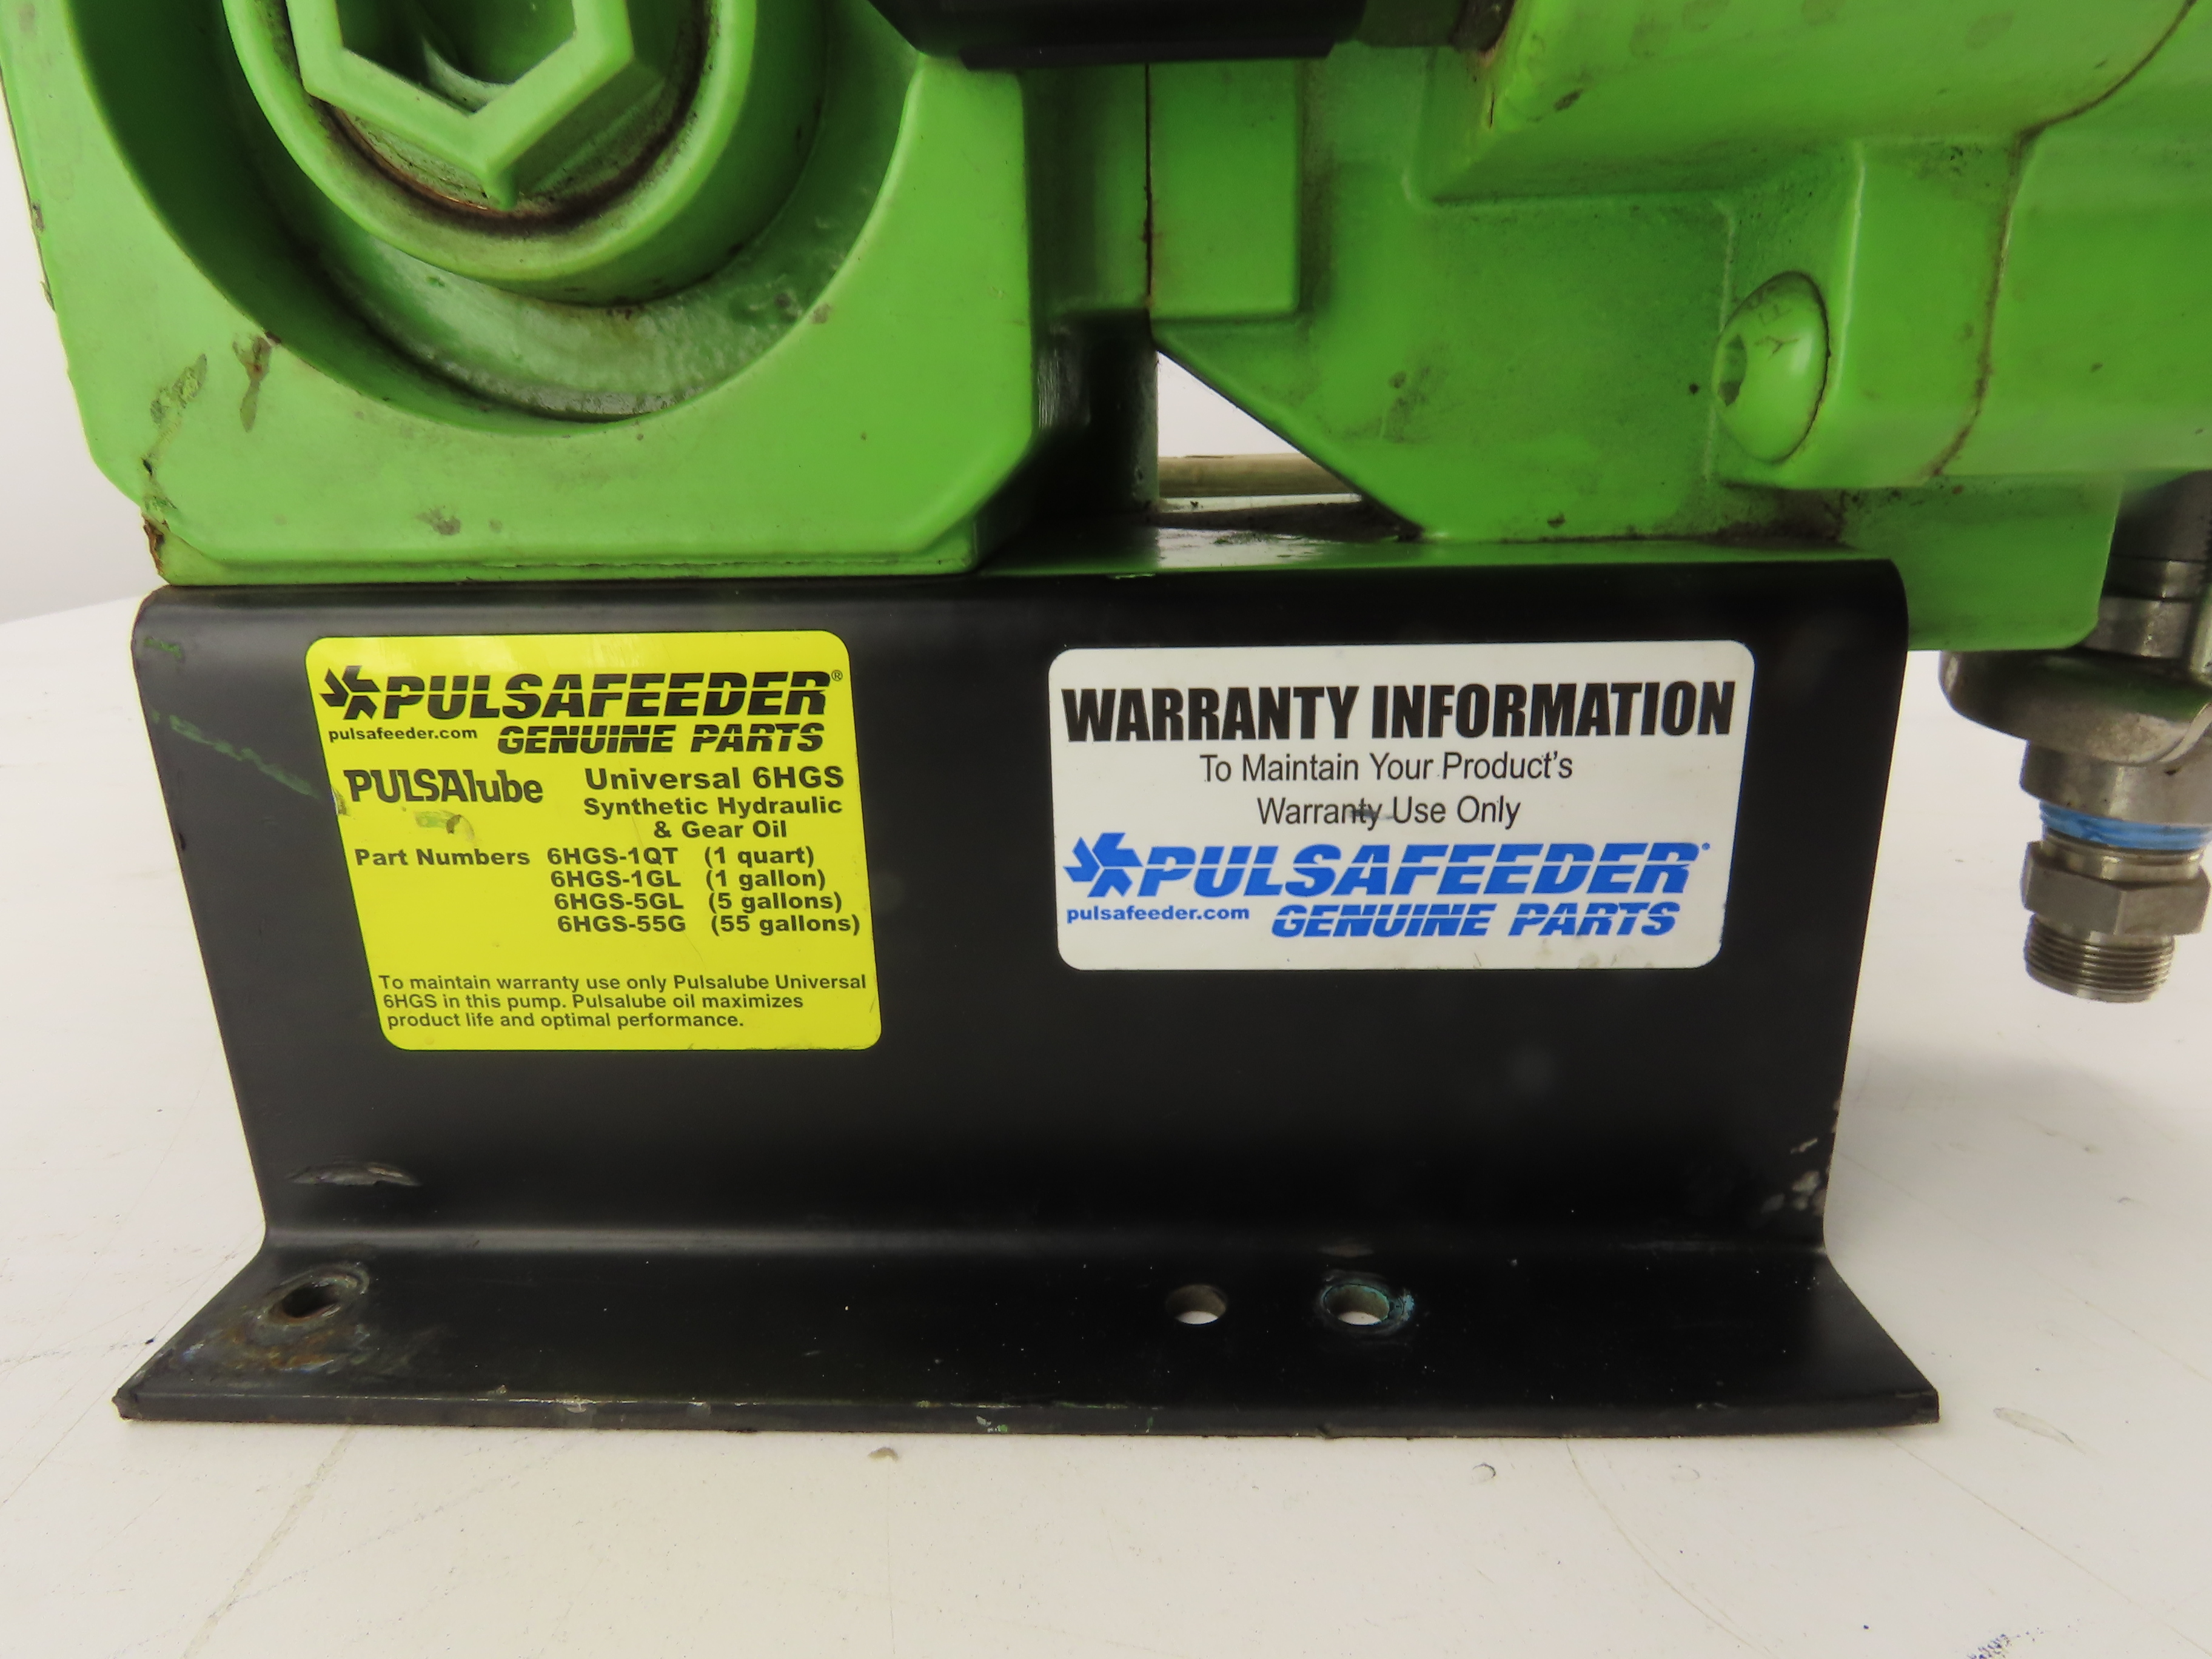 PULSAFEEDER®
pulsafeeder.com GENUINE PARTS
PULSAlube Universal 6HGS
Synthetic Hydraulic
& Gear Oil
Part Numbers 6HGS-1QT (1 quart)
6HGS-1GL (1 gallon)
6HGS-5GL (5 gallons)
6HGS-55G (55 gallons)
To maintain warranty use only Pulsalube Universal
6HGS in this pump. Pulsalube oil maximizes
product life and optimal performance.
WARRANTY INFORMATION
To Maintain Your Product's
Warranty Use Only
PULSAFEEDER®
pulsafeeder.com GENUINE PARTS